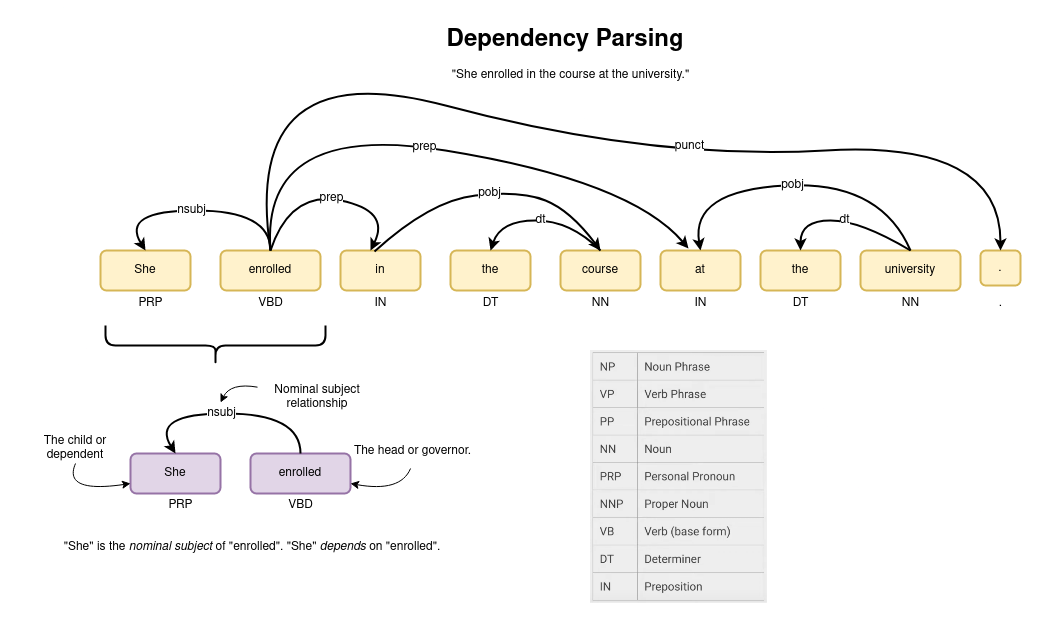 Dependency Parsing
"She enrolled in the course at the university."
punct
prep
pobj
pobj
nsubj
prep
dt
dt
She enrolled in the course at the university .
PRP VBD IN DT NN IN DT NN .
Nominal subject
relationship
nsubj
The child or
dependent
The head or governor.
She enrolled
PRP VBD
"She" is the nominal subject of "enrolled". "She" depends on "enrolled".
NP Noun Phrase
VP Verb Phrase
PP Prepositional Phrase
NN Noun
PRP Personal Pronoun
NNP Proper Noun
VB Verb (base form)
DT Determiner
IN Preposition